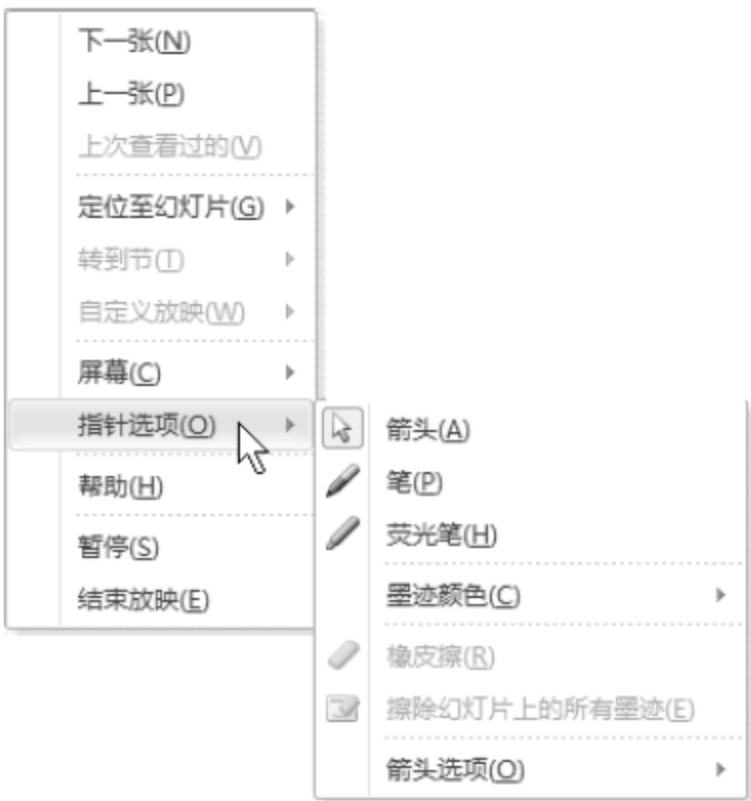 下一张(N)
上一张(P)
上次查看过的(V)
定位至幻灯片(G)
转到节(T)
自定义放映(W)
屏幕(C)
指针选项(O)
帮助(H)
暂停(S)
结束放映(E)
箭头(A)
笔(P)
荧光笔(H)
墨迹颜色(C)
橡皮擦(R)
擦除幻灯片上的所有墨迹(E)
箭头选项(O)